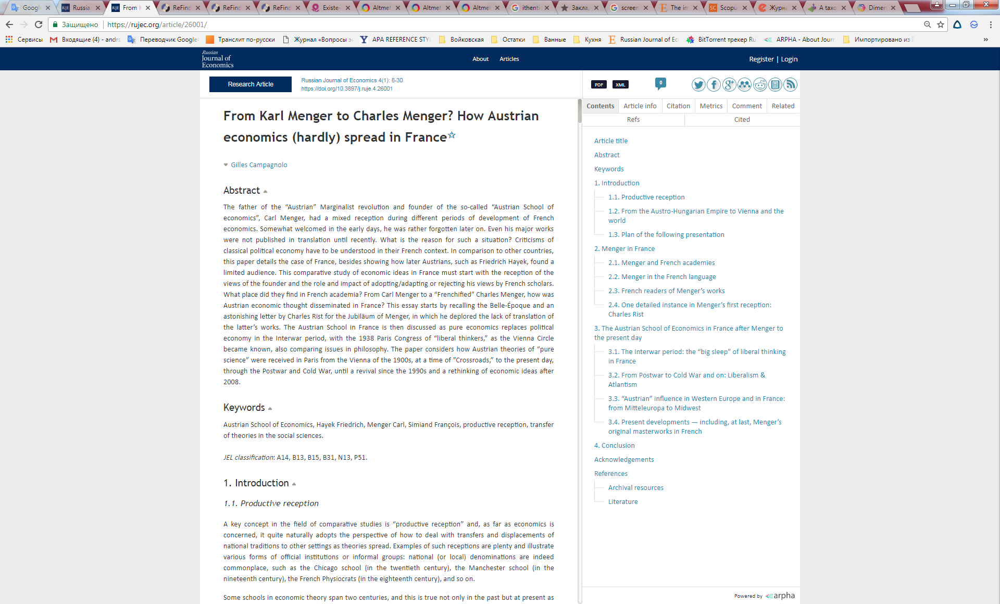 Googl
Russia
From K
ReFind
ReFind
ReFind
Existe-
Altmet
Altmet
Altmet
ithenti
Закла
screen
The im
Scopu
Журна
A taxo
Dimen
Защищено
https://rujec.org/article/26001/
Сервисы
Входящие (4) - andrs
Переводчик Google
Транслит по-русски
Журнал «Вопросы э
APA REFERENCE STYL
Войковская
Остатки
Ванные
Кухня
Russian Journal of Ec
BitTorrent трекер Ru
ARPHA - About Jour
Импортировано из I
»
Russian
Journal of
Economics
About
Articles
Register | Login
Research Article
Russian Journal of Economics 4(1): 8-30
https://doi.org/10.3897/j.ruje.4.26001
From Karl Menger to Charles Menger? How Austrian
economics (hardly) spread in France☆
Gilles Campagnolo
Abstract
The father of the “Austrian” Marginalist revolution and founder of the so-called “Austrian School of
economics”, Carl Menger, had a mixed reception during different periods of development of French
economics. Somewhat welcomed in the early days, he was rather forgotten later on. Even his major works
were not published in translation until recently. What is the reason for such a situation? Criticisms of
classical political economy have to be understood in their French context. In comparison to other countries,
this paper details the case of France, besides showing how later Austrians, such as Friedrich Hayek, found a
limited audience. This comparative study of economic ideas in France must start with the reception of the
views of the founder and the role and impact of adopting/adapting or rejecting his views by French scholars.
What place did they find in French academia? From Carl Menger to a “Frenchified” Charles Menger, how was
Austrian economic thought disseminated in France? This essay starts by recalling the Belle-Époque and an
astonishing letter by Charles Rist for the Jubiläum of Menger, in which he deplored the lack of translation of
the latter’s works. The Austrian School in France is then discussed as pure economics replaces political
economy in the Interwar period, with the 1938 Paris Congress of “liberal thinkers,” as the Vienna Circle
became known, also comparing issues in philosophy. The paper considers how Austrian theories of “pure
science” were received in Paris from the Vienna of the 1900s, at a time of ”Crossroads,” to the present day,
through the Postwar and Cold War, until a revival since the 1990s and a rethinking of economic ideas after
2008.
Keywords
Austrian School of Economics, Hayek Friedrich, Menger Carl, Simiand François, productive reception, transfer
of theories in the social sciences.
JEL classification: A14, B13, B15, B31, N13, P51.
1. Introduction
1.1. Productive reception
A key concept in the field of comparative studies is “productive reception” and, as far as economics is
concerned, it quite naturally adopts the perspective of how to deal with transfers and displacements of
national traditions to other settings as theories spread. Examples of such receptions are plenty and illustrate
various forms of official institutions or informal groups: national (or local) denominations are indeed
commonplace, such as the Chicago school (in the twentieth century), the Manchester school (in the
nineteenth century), the French Physiocrats (in the eighteenth century), and so on.
Some schools in economic theory span two centuries, and this is true not only in the past but at present as
PDF
XML
0
Contents
Article info
Citation
Metrics
Comment
Related
Refs
Cited
Article title
Abstract
Keywords
1. Introduction
1.1. Productive reception
1.2. From the Austro-Hungarian Empire to Vienna and the
world
1.3. Plan of the following presentation
2. Menger in France
2.1. Menger and French academies
2.2. Menger in the French language
2.3. French readers of Menger’s works
2.4. One detailed instance in Menger’s first reception:
Charles Rist
3. The Austrian School of Economics in France after Menger to
the present day
3.1. The Interwar period: the “big sleep” of liberal thinking
in France
3.2. From Postwar to Cold War and on: Liberalism &
Atlantism
3.3. “Austrian” influence in Western Europe and in France:
from Mitteleuropa to Midwest
3.4. Present developments — including, at last, Menger’s
original masterworks in French
4. Conclusion
Acknowledgements
References
Archival resources
Literature
Powered by arpha